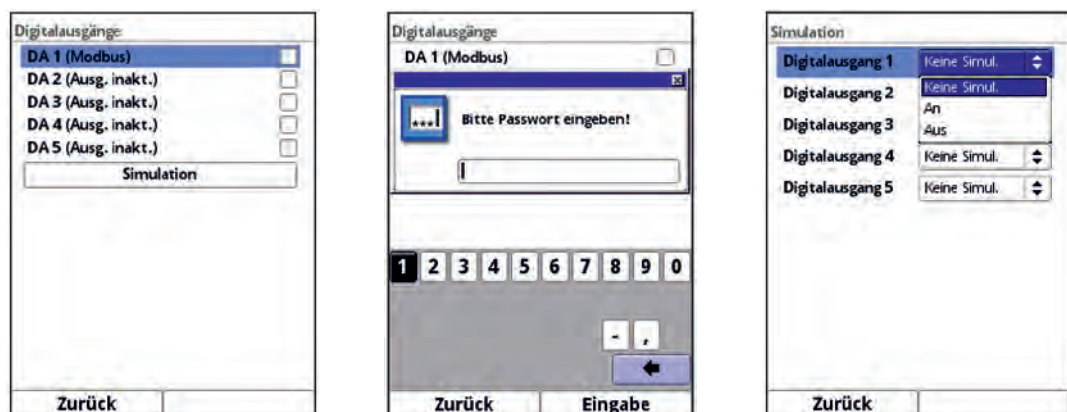 Digitalausgänge
DA 1 (Modbus)
DA 2 (Ausg. inakt.)
DA 3 (Ausg. inakt.)
DA 4 (Ausg. inakt.)
DA 5 (Ausg. inakt.)
Simulation
Zurück
Digitalausgänge
DA 1 (Modbus)
...
Bitte Passwort eingeben!
1 2 3 4 5 6 7 8 9 0
- ,
Zurück Eingabe
Simulation
Digitalausgang 1 Keine Simul.
Digitalausgang 2 Keine Simul.
An
Digitalausgang 3 Aus
Digitalausgang 4 Keine Simul.
Digitalausgang 5 Keine Simul.
Zurück